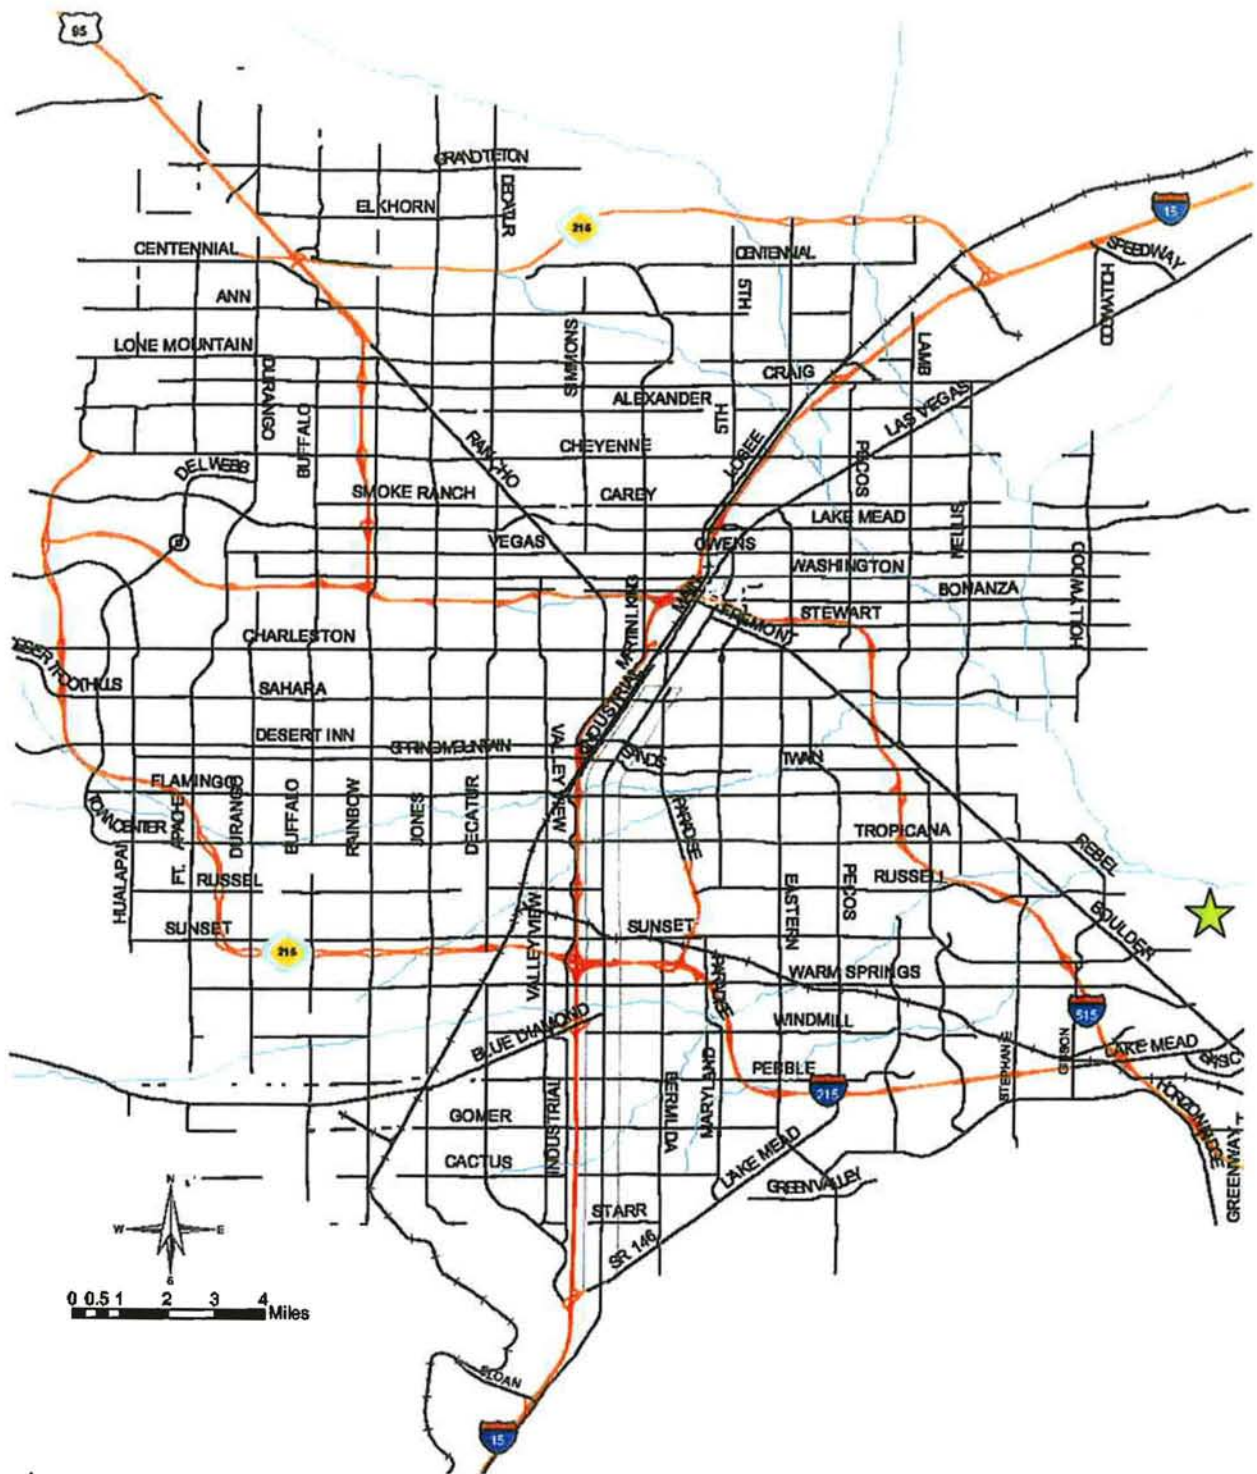 95
GRAND TETON
DECATUR
ELKHORN
215
15
CENTENNIAL
CENTENNIAL
SPEEDWAY
ANN
5TH
HOLLYWOOD
LONE MOUNTAIN
SIMMONS
LAMB
DURANGO
CRAIG
ALEXANDER
LAS VEGAS
BUFFALO
5TH
CHEYENNE
LOSEE
RANCHO
PECOS
DEL WEBB
SMOKE RANCH
CAREY
LAKE MEAD
NELLIS
VEGAS
OWENS
HOLLYWOOD
WASHINGTON
BONANZA
MARTIN L KING
MAIN
FREMONT
STEWART
CHARLESTON
DESERT FOOTHILLS
SAHARA
INDUSTRIAL
DESERT INN
SPRING MOUNTAIN
VALLEY VIEW
SANDS
TWAIN
FLAMINGO
TOWN CENTER
FT. APACHE
DURANGO
BUFFALO
RAINBOW
JONES
DECATUR
PARADISE
TROPICANA
REBEL
HUALAPAI
RUSSEL
EASTERN
PECOS
RUSSELL
BOULDER
SUNSET
VALLEY VIEW
SUNSET
215
PARADISE
WARM SPRINGS
515
BLUE DIAMOND
WINDMILL
STEPHANIE
GIBSON
LAKE MEAD
BASIC
PEBBLE
215
GOMER
INDUSTRIAL
BERMUDA
MARYLAND
HORIZON RIDGE
CACTUS
LAKE MEAD
GREEN VALLEY
GREENWAY
STARR
SR 146
N
W E
S
0 0.5 1 2 3 4
Miles
SLOAN
15